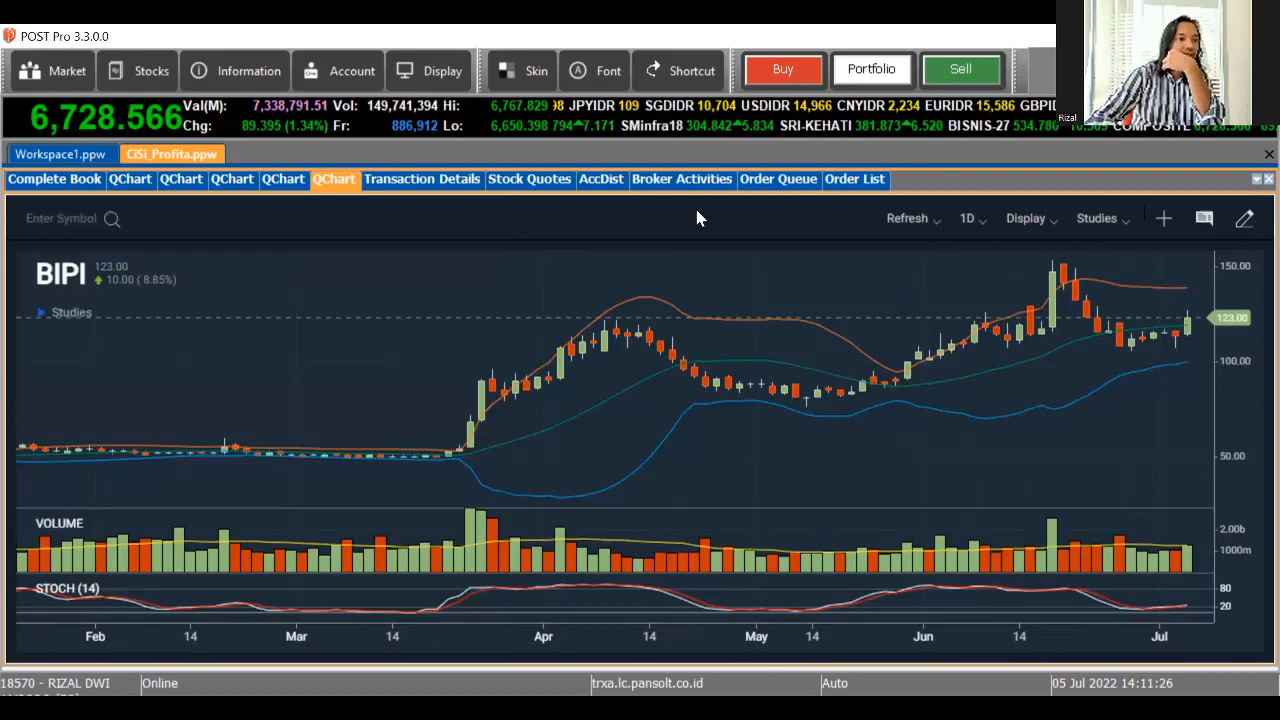 POST Pro 3.3.0.0
Market Stocks Information Account Display Skin Font Shortcut Buy Portfolio Sell
6,728.566
Val(M): 7,338,791.51 Vol: 149,741,394 Hi: 6,767.829 JPYIDR 109 SGDIDR 10,704 USDIDR 14,966 CNYIDR 2,234 EURIDR 15,586 GBPI
Chg: 89.395 (1.34%) Fr: 886,912 Lo: 6,650.398 794 7.171 SMinfra18 304.842 5.834 SRI-KEHATI 381.873 6.520 BISNIS-27 534.780
Rizal
Workspace1.ppw CiSi_Profita.ppw
Complete Book QChart QChart QChart QChart QChart Transaction Details Stock Quotes AccDist Broker Activities Order Queue Order List
Enter Symbol Refresh 1D Display Studies
BIPI 123.00
10.00 ( 8.85%)
Studies
150.00
123.00
100.00
50.00
VOLUME
2.00b
1000m
STOCH (14)
80
20
Feb 14 Mar 14 Apr 14 May 14 Jun 14 Jul
18570 - RIZAL DWI Online trxa.lc.pansolt.co.id Auto 05 Jul 2022 14:11:26